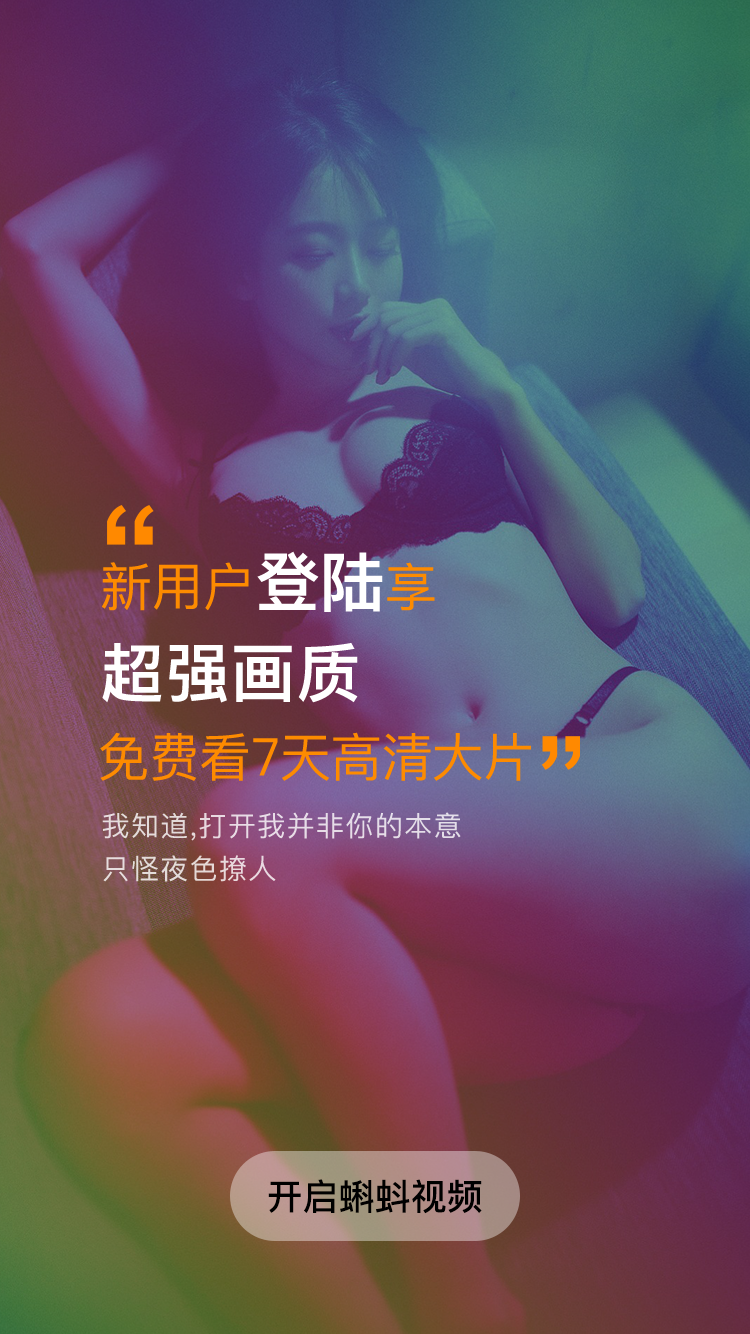 “
新用户登陆享
超强画质
免费看7天高清大片”
我知道,打开我并非你的本意
只怪夜色撩人
开启蝌蚪视频